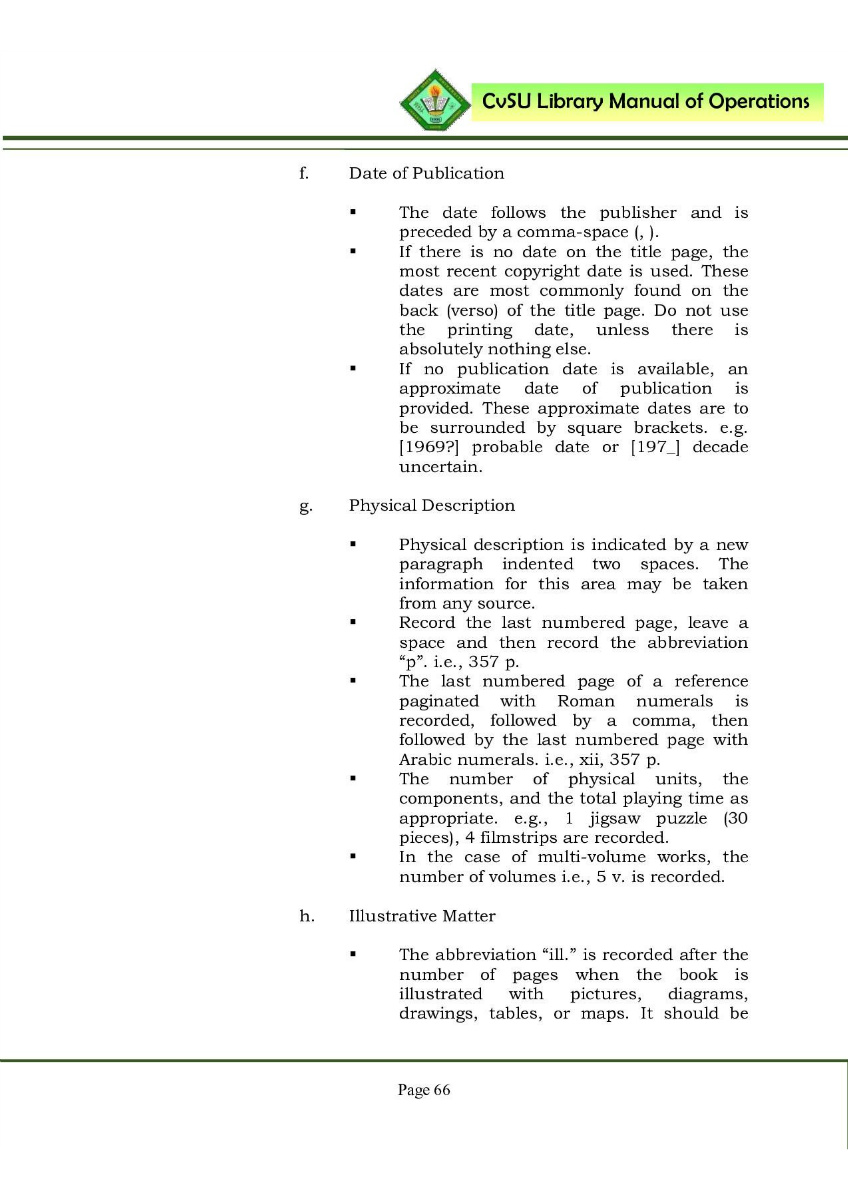 CvSU Library Manual of Operations
f. Date of Publication
▪ The date follows the publisher and is
preceded by a comma-space (, ).
▪ If there is no date on the title page, the
most recent copyright date is used. These
dates are most commonly found on the
back (verso) of the title page. Do not use
the printing date, unless there is
absolutely nothing else.
▪ If no publication date is available, an
approximate date of publication is
provided. These approximate dates are to
be surrounded by square brackets. e.g.
[1969?] probable date or [197_] decade
uncertain.
g. Physical Description
▪ Physical description is indicated by a new
paragraph indented two spaces. The
information for this area may be taken
from any source.
▪ Record the last numbered page, leave a
space and then record the abbreviation
“p”. i.e., 357 p.
▪ The last numbered page of a reference
paginated with Roman numerals is
recorded, followed by a comma, then
followed by the last numbered page with
Arabic numerals. i.e., xii, 357 p.
▪ The number of physical units, the
components, and the total playing time as
appropriate. e.g., 1 jigsaw puzzle (30
pieces), 4 filmstrips are recorded.
▪ In the case of multi-volume works, the
number of volumes i.e., 5 v. is recorded.
h. Illustrative Matter
▪ The abbreviation “ill.” is recorded after the
number of pages when the book is
illustrated with pictures, diagrams,
drawings, tables, or maps. It should be
Page 66